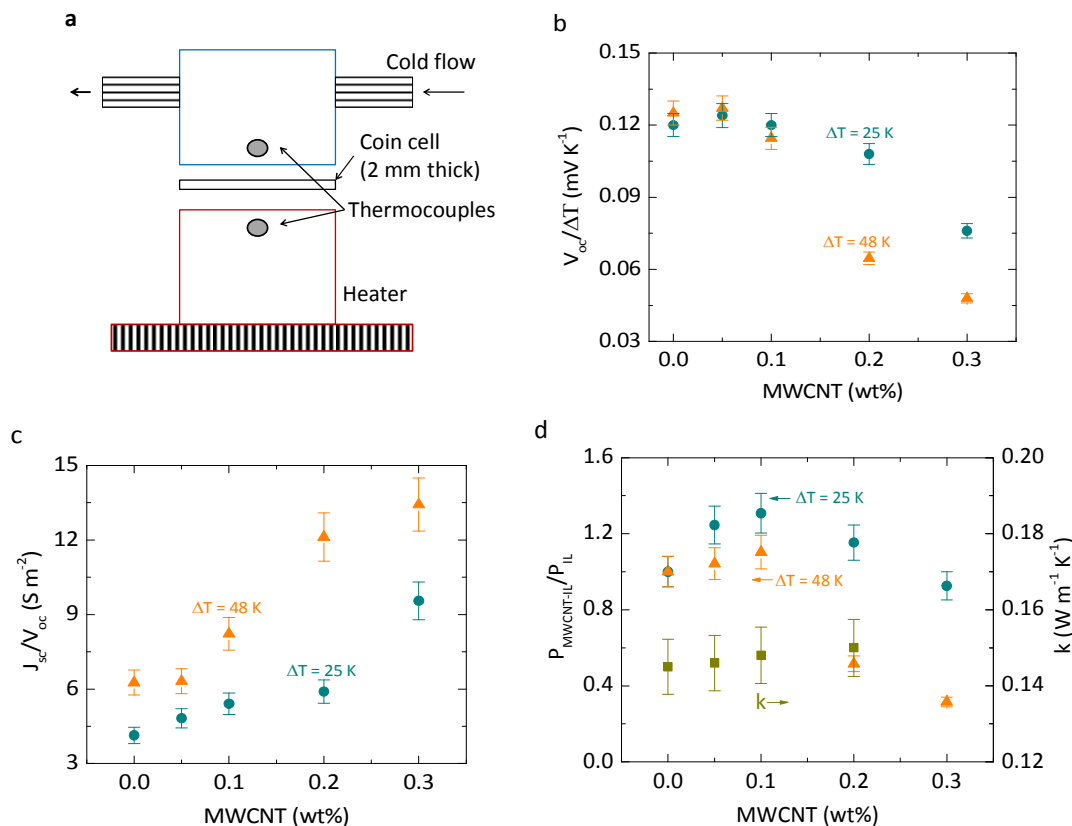 a
Cold flow
Coin cell
(2 mm thick)
Thermocouples
Heater
b
0.15
0.12
0.09
0.06
0.03
V_oc/ΔT (mV K⁻¹)
ΔT = 25 K
ΔT = 48 K
0.0 0.1 0.2 0.3
MWCNT (wt%)
c
15
12
9
6
3
J_sc/V_oc (S m⁻²)
ΔT = 48 K
ΔT = 25 K
0.0 0.1 0.2 0.3
MWCNT (wt%)
d
1.6
1.2
0.8
0.4
0.0
P_MWCNT-IL/P_IL
ΔT = 25 K
ΔT = 48 K
k
0.20
0.18
0.16
0.14
0.12
k (W m⁻¹ K⁻¹)
0.0 0.1 0.2 0.3
MWCNT (wt%)